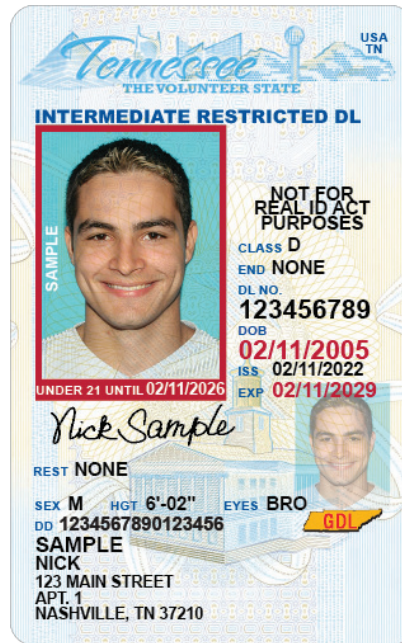 USA
TN
Tennessee
THE VOLUNTEER STATE
INTERMEDIATE RESTRICTED DL
SAMPLE
NOT FOR
REAL ID ACT
PURPOSES
CLASS D
END NONE
DL NO.
123456789
DOB
02/11/2005
ISS 02/11/2022
EXP 02/11/2029
UNDER 21 UNTIL 02/11/2026
Nick Sample
REST NONE
SEX M HGT 6'-02" EYES BRO
GDL
DD 1234567890123456
SAMPLE
NICK
123 MAIN STREET
APT. 1
NASHVILLE, TN 37210